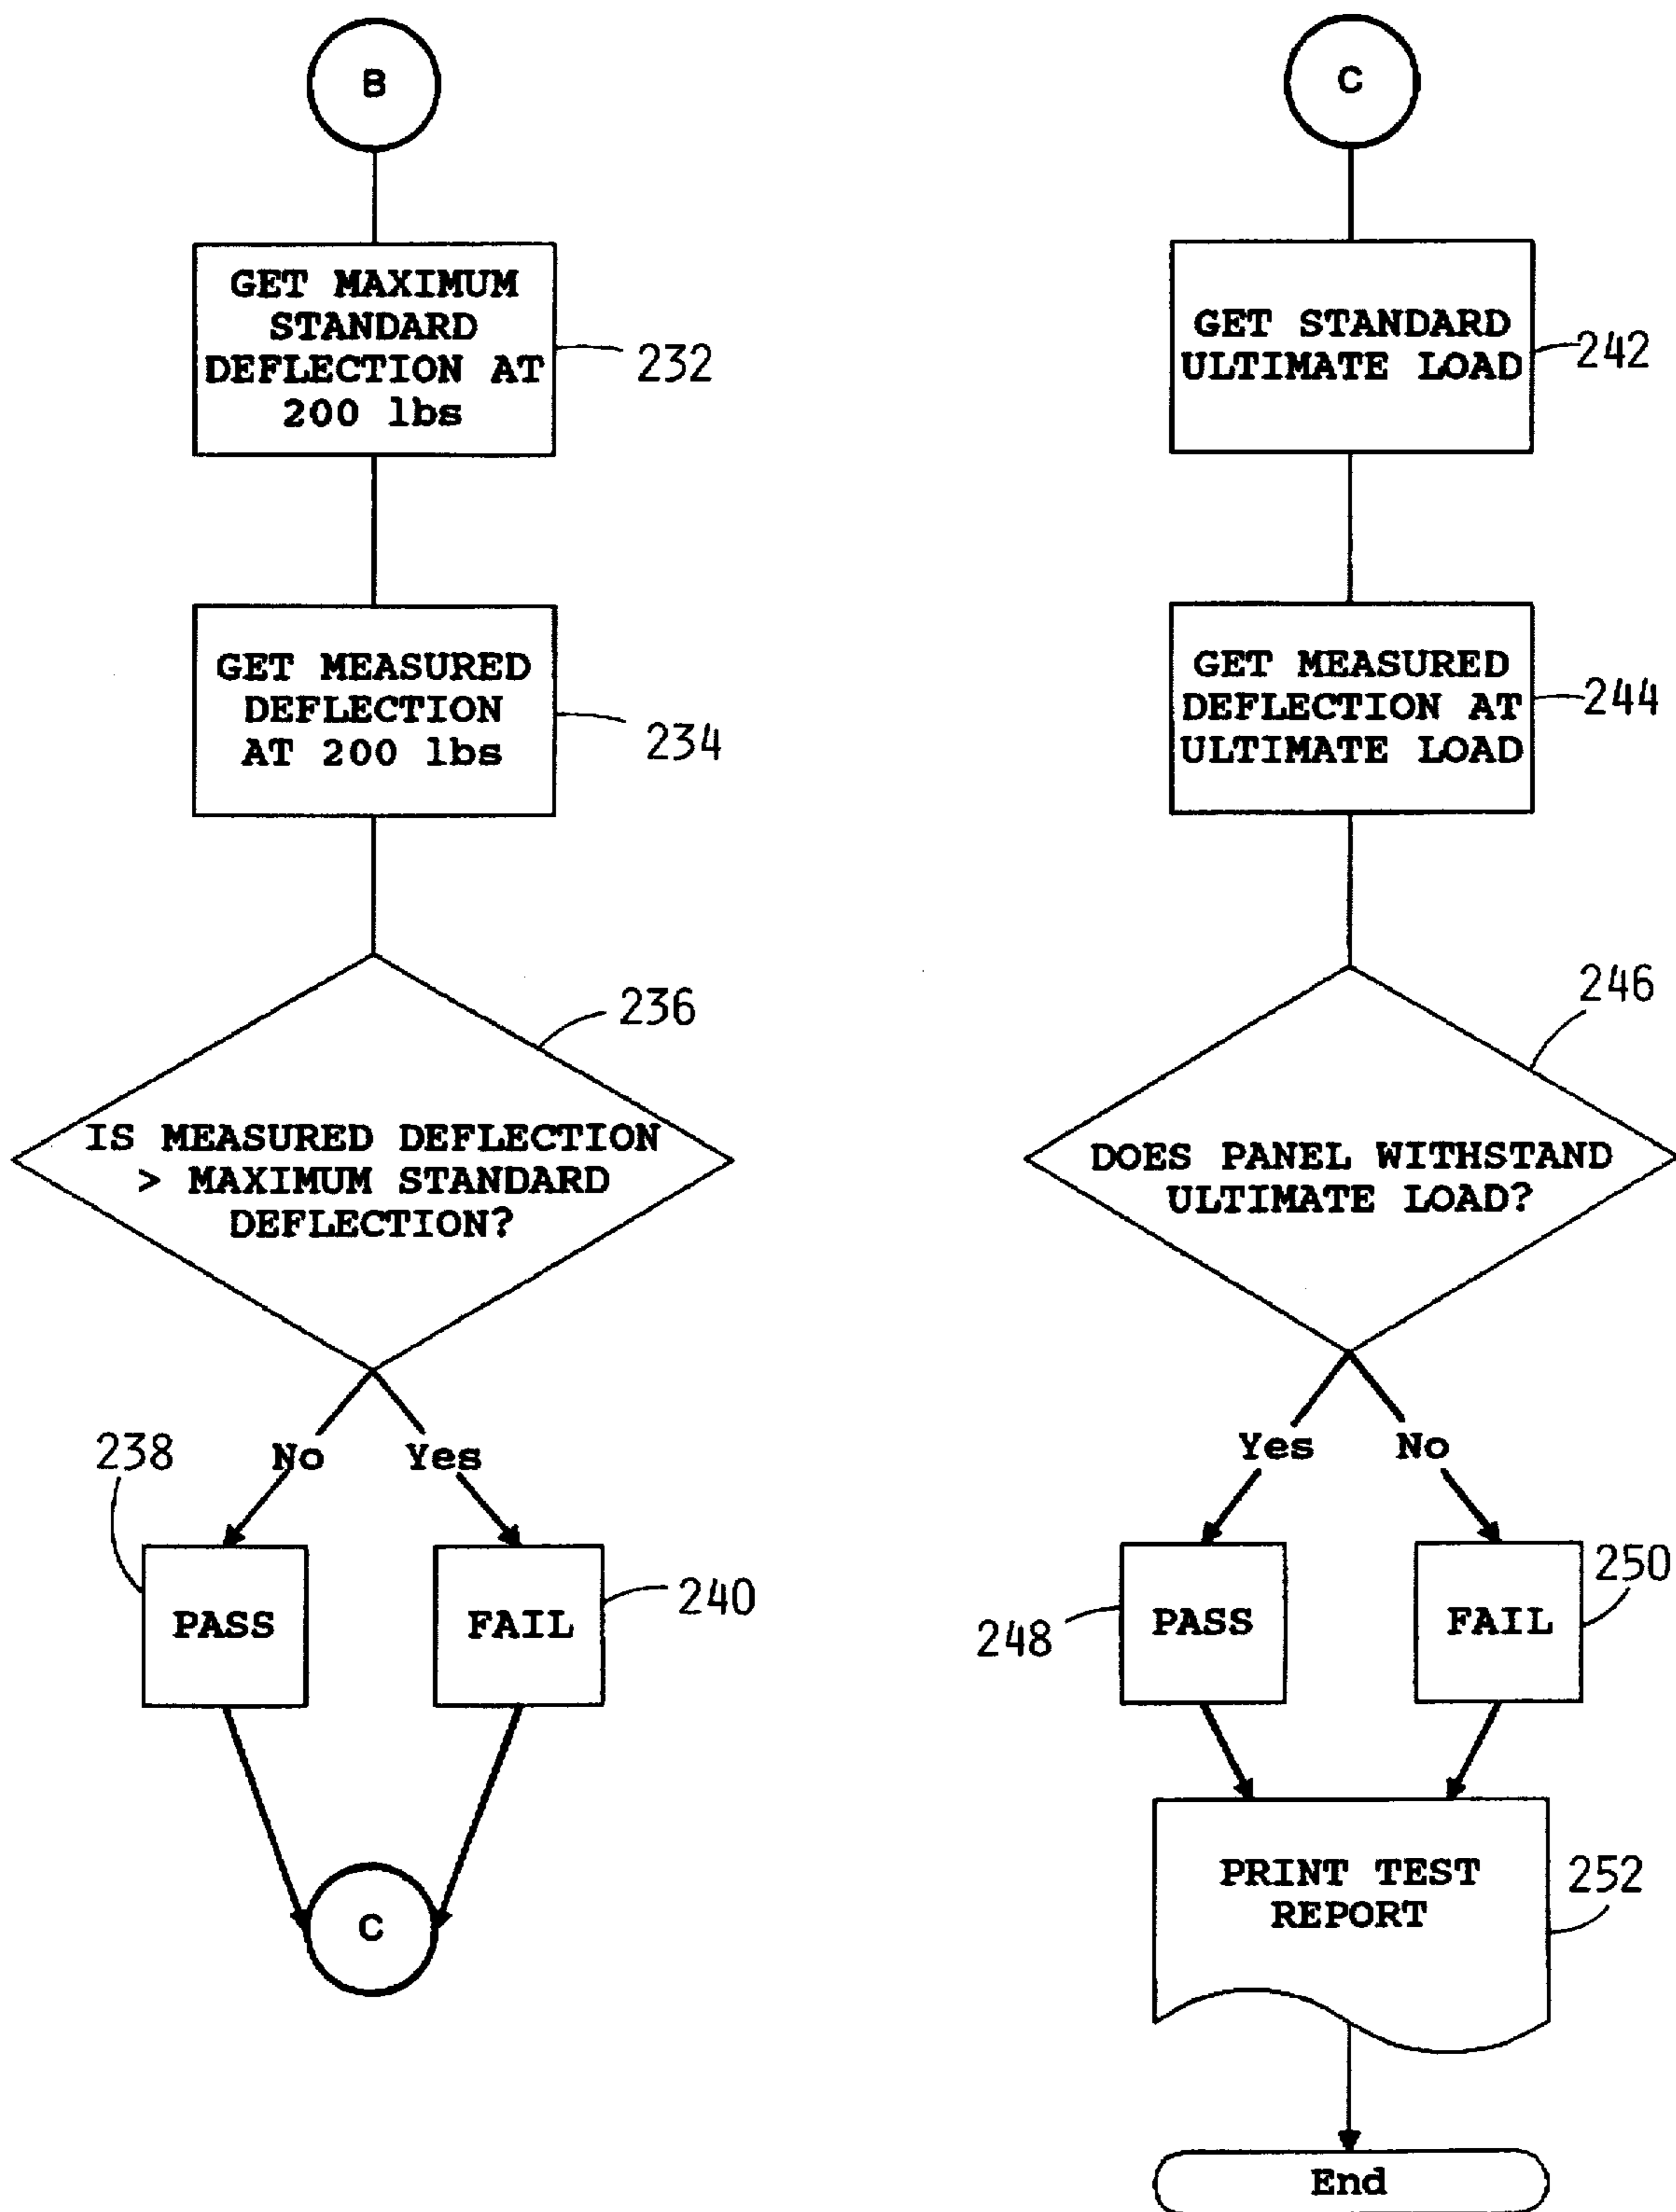 B
GET MAXIMUM
STANDARD
DEFLECTION AT
200 lbs
232
GET MEASURED
DEFLECTION
AT 200 lbs
234
236
IS MEASURED DEFLECTION
> MAXIMUM STANDARD
DEFLECTION?
No
Yes
238
PASS
FAIL
240
C
C
GET STANDARD
ULTIMATE LOAD
242
GET MEASURED
DEFLECTION AT
ULTIMATE LOAD
244
246
DOES PANEL WITHSTAND
ULTIMATE LOAD?
Yes
No
248
PASS
FAIL
250
PRINT TEST
REPORT
252
End